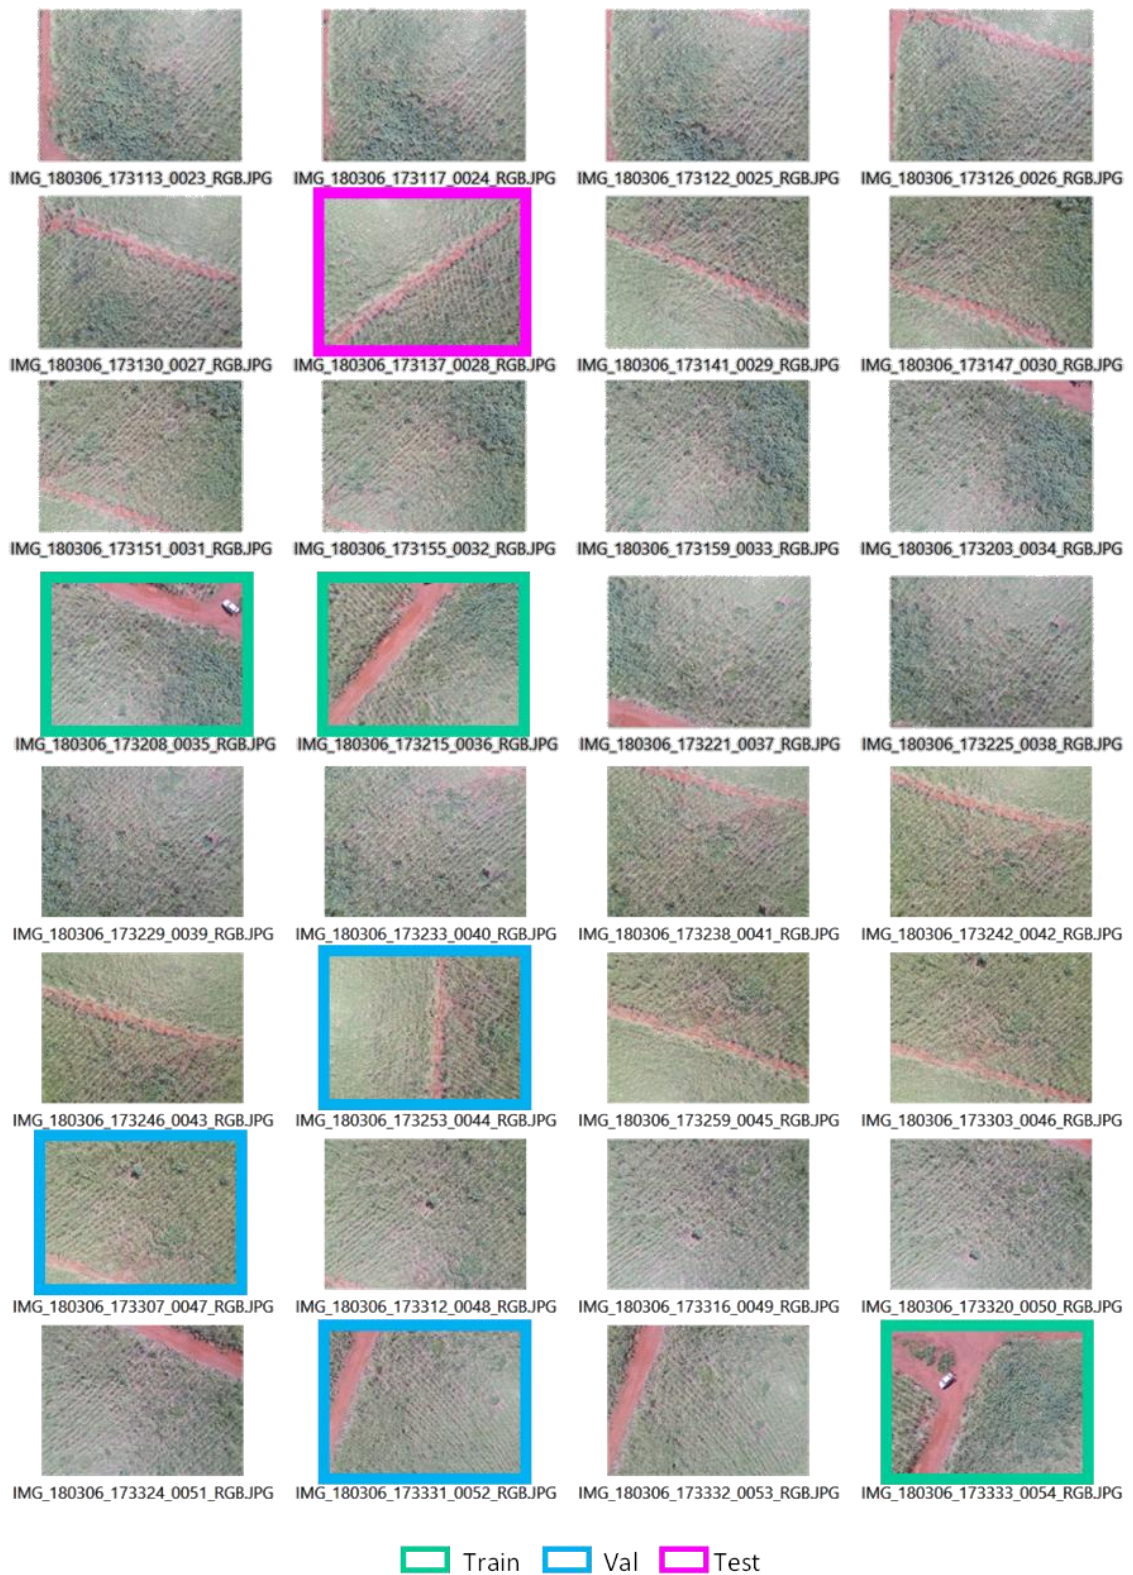 IMG_180306_173113_0023_RGB.JPG IMG_180306_173117_0024_RGB.JPG IMG_180306_173122_0025_RGB.JPG IMG_180306_173126_0026_RGB.JPG
IMG_180306_173130_0027_RGB.JPG IMG_180306_173137_0028_RGB.JPG IMG_180306_173141_0029_RGB.JPG IMG_180306_173147_0030_RGB.JPG
IMG_180306_173151_0031_RGB.JPG IMG_180306_173155_0032_RGB.JPG IMG_180306_173159_0033_RGB.JPG IMG_180306_173203_0034_RGB.JPG
IMG_180306_173208_0035_RGB.JPG IMG_180306_173215_0036_RGB.JPG IMG_180306_173221_0037_RGB.JPG IMG_180306_173225_0038_RGB.JPG
IMG_180306_173229_0039_RGB.JPG IMG_180306_173233_0040_RGB.JPG IMG_180306_173238_0041_RGB.JPG IMG_180306_173242_0042_RGB.JPG
IMG_180306_173246_0043_RGB.JPG IMG_180306_173253_0044_RGB.JPG IMG_180306_173259_0045_RGB.JPG IMG_180306_173303_0046_RGB.JPG
IMG_180306_173307_0047_RGB.JPG IMG_180306_173312_0048_RGB.JPG IMG_180306_173316_0049_RGB.JPG IMG_180306_173320_0050_RGB.JPG
IMG_180306_173324_0051_RGB.JPG IMG_180306_173331_0052_RGB.JPG IMG_180306_173332_0053_RGB.JPG IMG_180306_173333_0054_RGB.JPG
Train Val Test